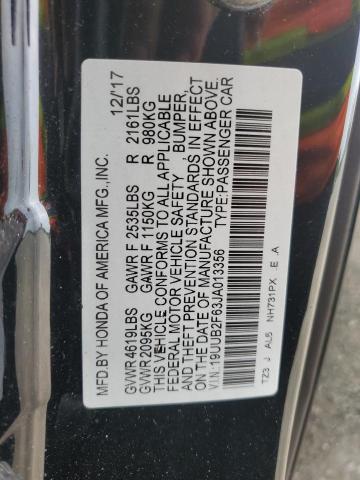 MFD.BY HONDA OF AMERICA MFG.,INC. 12/'17
GVWR 4619LBS GAWR F 2535LBS R 2161LBS
GVWR 2095KG GAWR F 1150KG R 980KG
THIS VEHICLE CONFORMS TO ALL APPLICABLE
FEDERAL MOTOR VEHICLE SAFETY , BUMPER,
AND THEFT PREVENTION STANDARDS IN EFFECT
ON THE DATE OF MANUFACTURE SHOWN ABOVE.
V.I.N.:19UUB2F63JA013356 TYPE:PASSENGER CAR
TZ3 J AL5 NH731PX E A